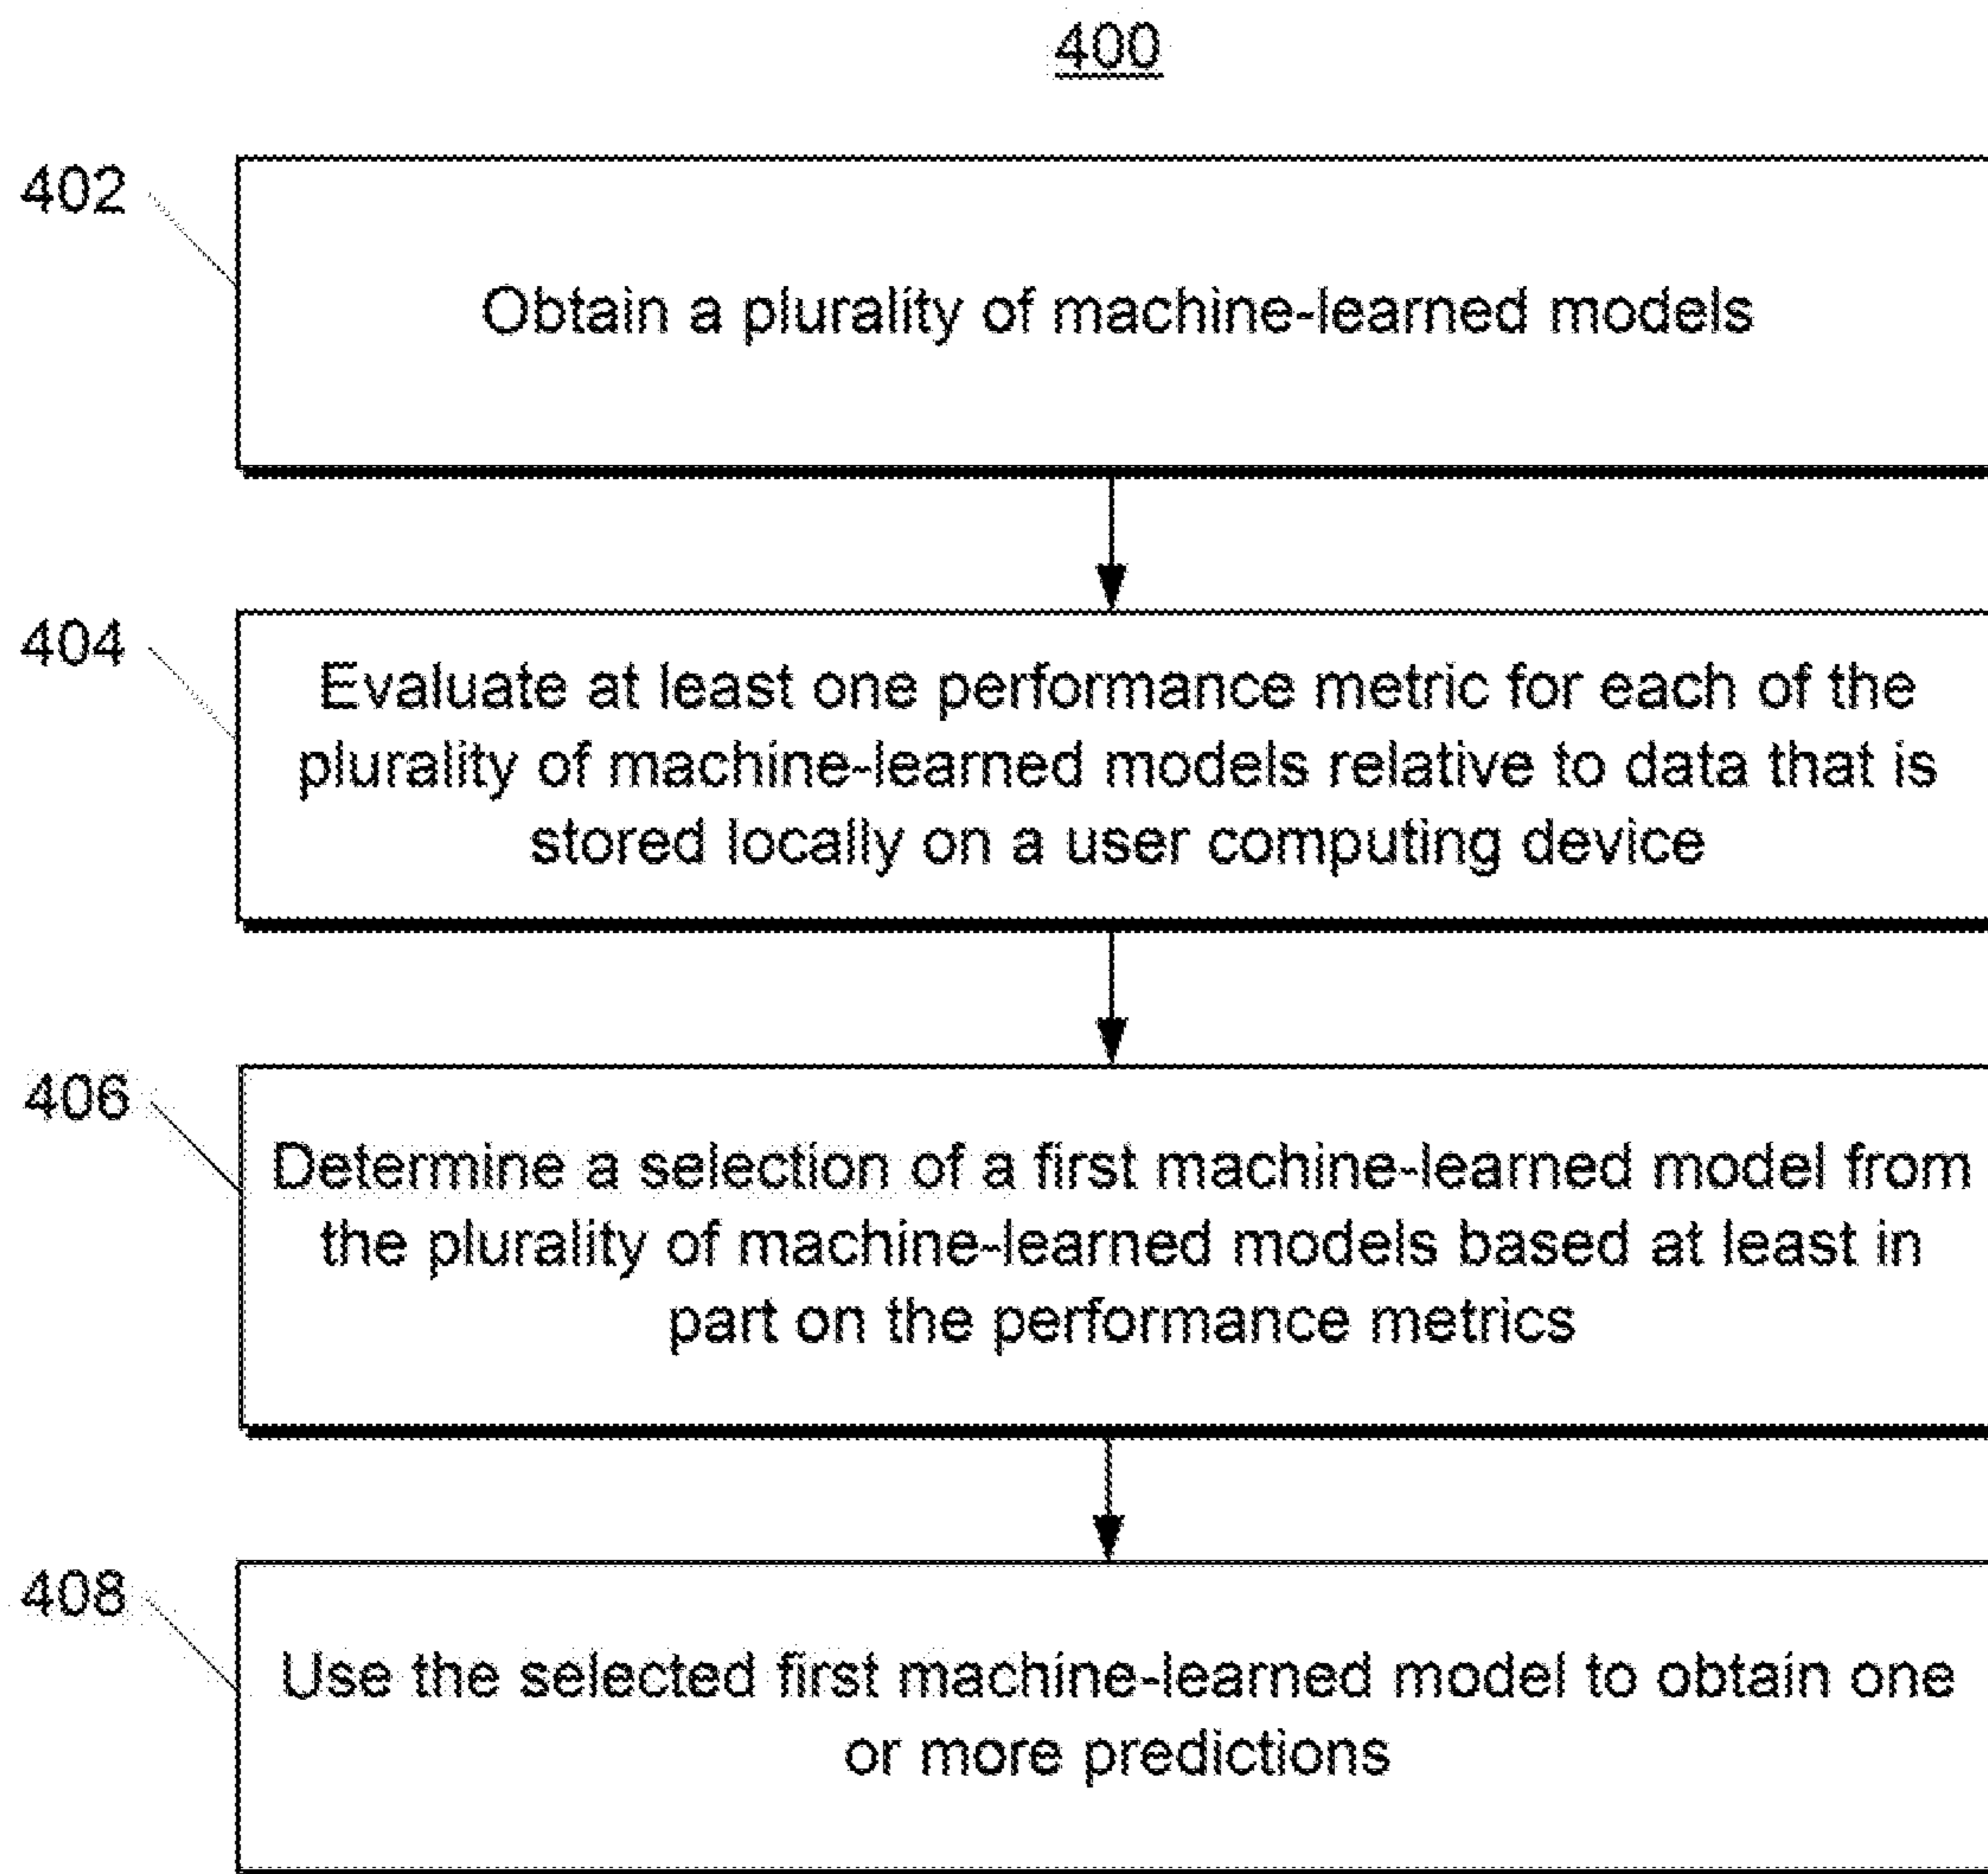 400
402
Obtain a plurality of machine-learned models
404
Evaluate at least one performance metric for each of the
plurality of machine-learned models relative to data that is
stored locally on a user computing device
406
Determine a selection of a first machine-learned model from
the plurality of machine-learned models based at least in
part on the performance metrics
408
Use the selected first machine-learned model to obtain one
or more predictions